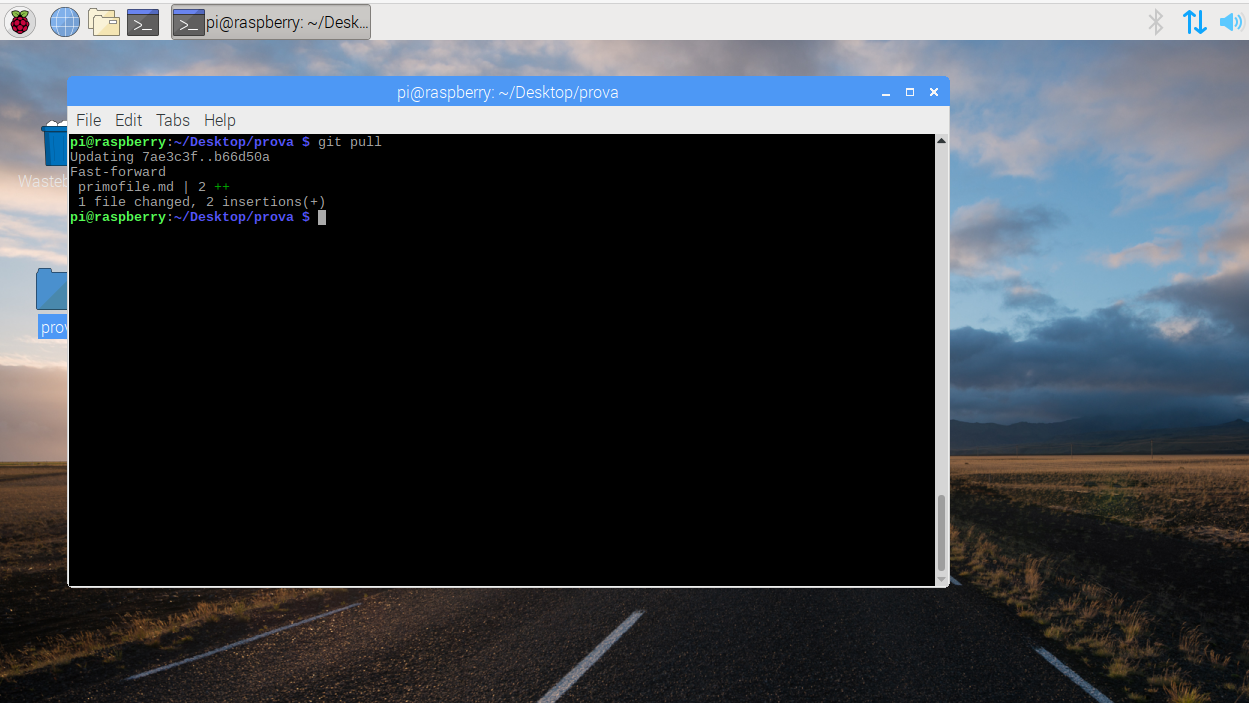 pi@raspberry: ~/Desk...
pi@raspberry: ~/Desktop/prova
File Edit Tabs Help
pi@raspberry:~/Desktop/prova $ git pull
Updating 7ae3c3f..b66d50a
Fast-forward
primofile.md | 2 ++
1 file changed, 2 insertions(+)
pi@raspberry:~/Desktop/prova $
Wasteb
prov